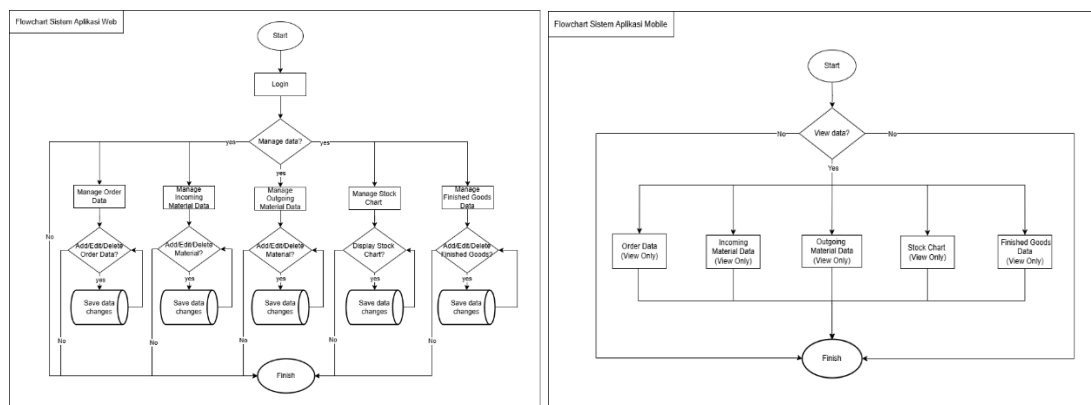 Flowchart Sistem Aplikasi Web
Start
Login
Manage data?
yes
yes
yes
Manage Order
Data
Manage
Incoming
Material Data
Manage
Outgoing
Material Data
Manage Stock
Chart
Manage
Finished Goods
Data
No
Add/Edit/Delete
Order Data?
Add/Edit/Delete
Material?
Add/Edit/Delete
Material?
Display Stock
Chart?
Add/Edit/Delete
Finished Goods?
yes
yes
yes
yes
yes
Save data
changes
Save data
changes
Save data
changes
Save data
changes
Save data
changes
No
No
No
No
No
Finish
Flowchart Sistem Aplikasi Mobile
Start
View data?
No
No
Yes
Order Data
(View Only)
Incoming
Material Data
(View Only)
Outgoing
Material Data
(View Only)
Stock Chart
(View Only)
Finished Goods
Data
(View Only)
Finish